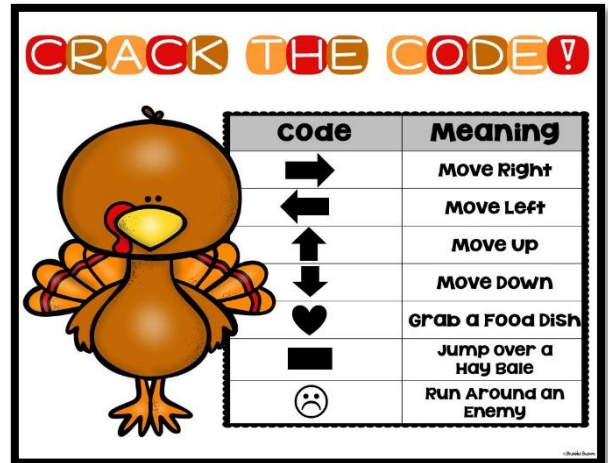 CRACK THE CODE!
Code Meaning
Move Right
Move Left
Move Up
Move Down
Grab a Food Dish
Jump Over a
Hay Bale
Run Around an
Enemy